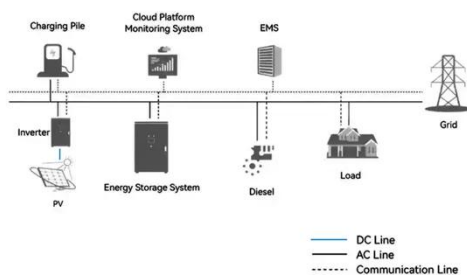 Charging Pile
Cloud Platform
Monitoring System
EMS
Grid
Inverter
PV
Energy Storage System
Diesel
Load
DC Line
AC Line
Communication Line